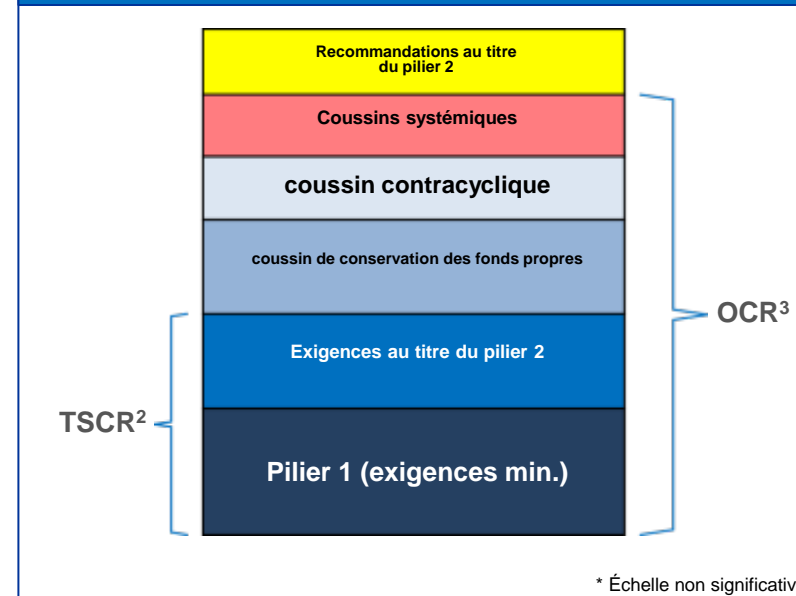 Recommandations au titre
du pilier 2
Coussins systémiques
coussin contracyclique
coussin de conservation des fonds propres
OCR³
Exigences au titre du pilier 2
TSCR²
Pilier 1 (exigences min.)
* Échelle non significativ